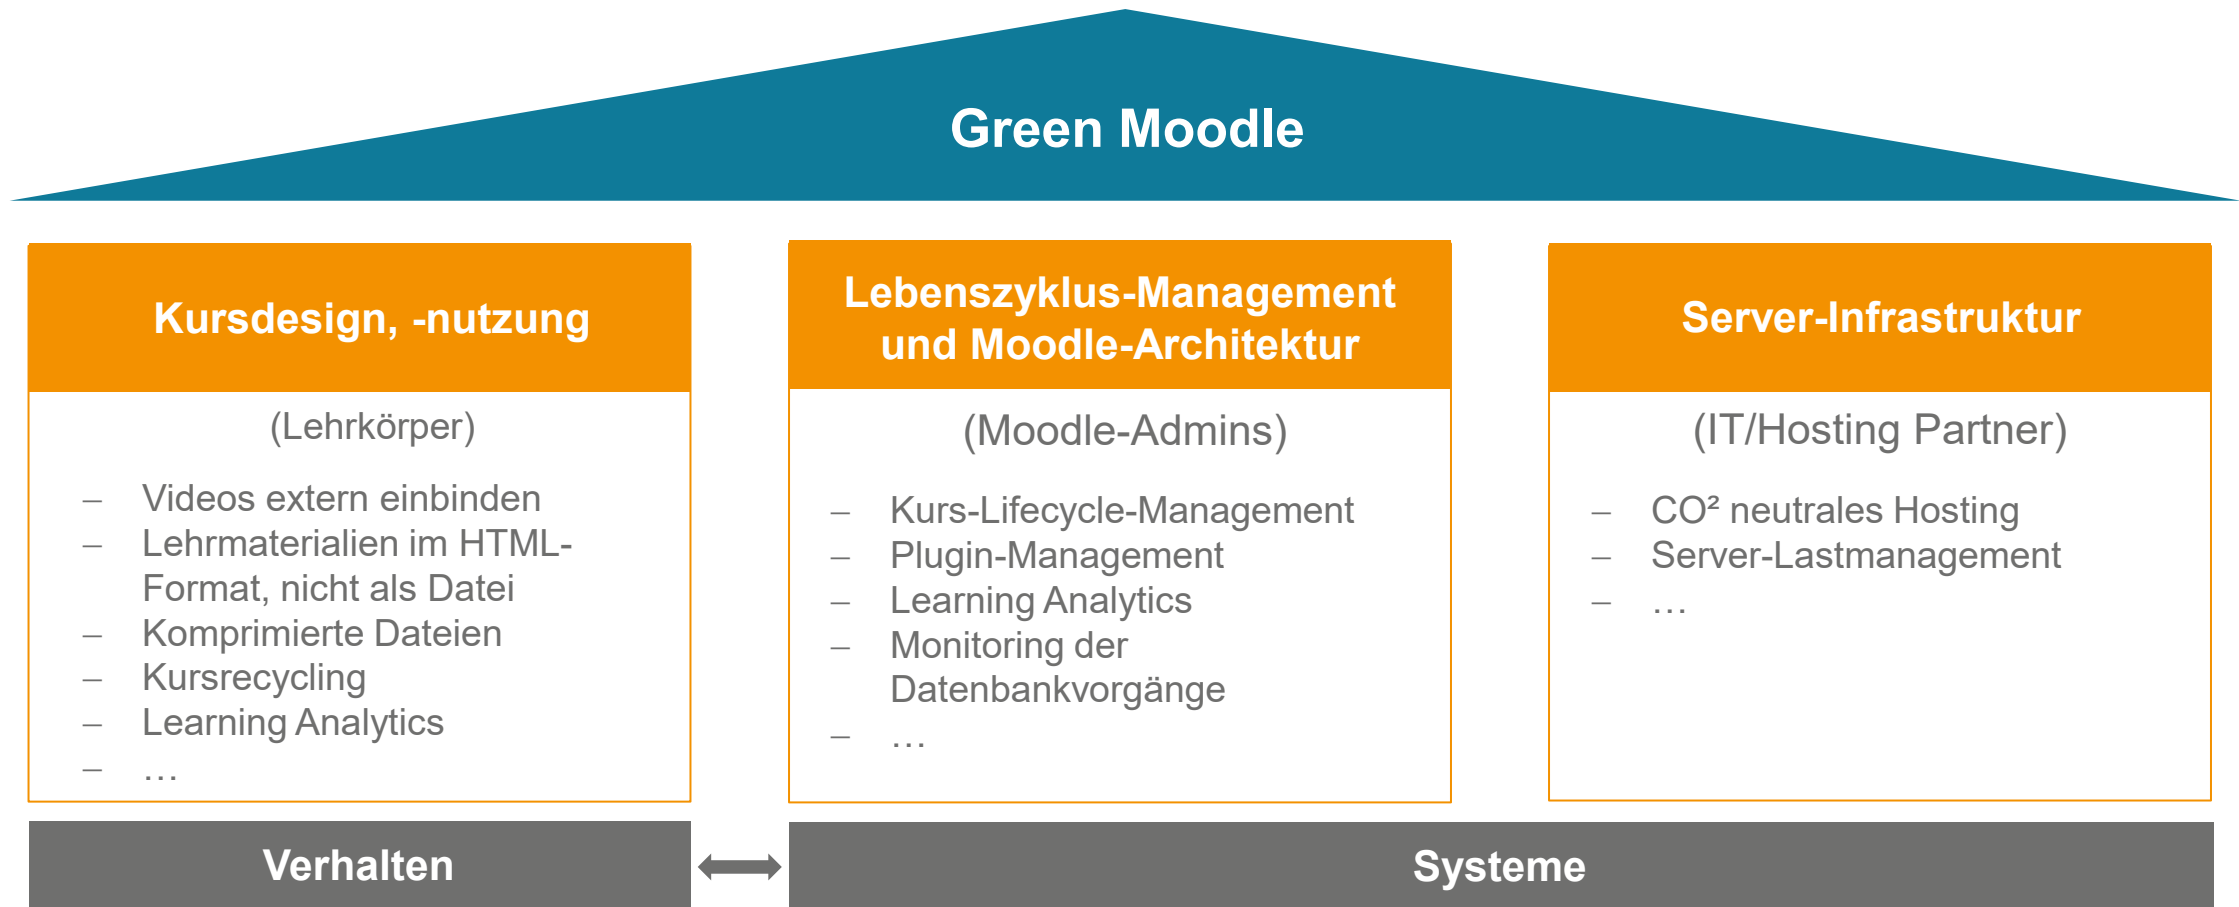 Green Moodle
Kursdesign, -nutzung
(Lehrkörper)
– Videos extern einbinden
– Lehrmaterialien im HTML-
Format, nicht als Datei
– Komprimierte Dateien
– Kursrecycling
– Learning Analytics
– …
Lebenszyklus-Management
und Moodle-Architektur
(Moodle-Admins)
– Kurs-Lifecycle-Management
– Plugin-Management
– Learning Analytics
– Monitoring der
Datenbankvorgänge
– …
Server-Infrastruktur
(IT/Hosting Partner)
– CO² neutrales Hosting
– Server-Lastmanagement
– …
Verhalten
Systeme